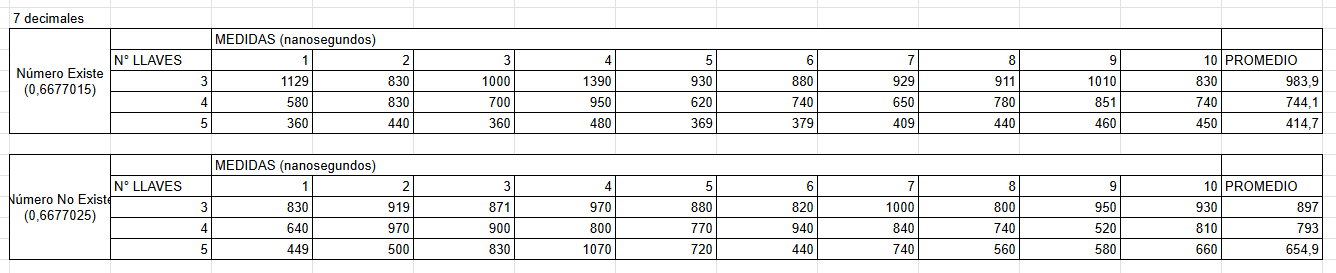 7 decimales
MEDIDAS (nanosegundos)
N° LLAVES 1 2 3 4 5 6 7 8 9 10 PROMEDIO
Número Existe
(0,6677015)
3 1129 830 1000 1390 930 880 929 911 1010 830 983,9
4 580 830 700 950 620 740 650 780 851 740 744,1
5 360 440 360 480 369 379 409 440 460 450 414,7
MEDIDAS (nanosegundos)
N° LLAVES 1 2 3 4 5 6 7 8 9 10 PROMEDIO
Número No Existe
(0,6677025)
3 830 919 871 970 880 820 1000 800 950 930 897
4 640 970 900 800 770 940 840 740 520 810 793
5 449 500 830 1070 720 440 740 560 580 660 654,9